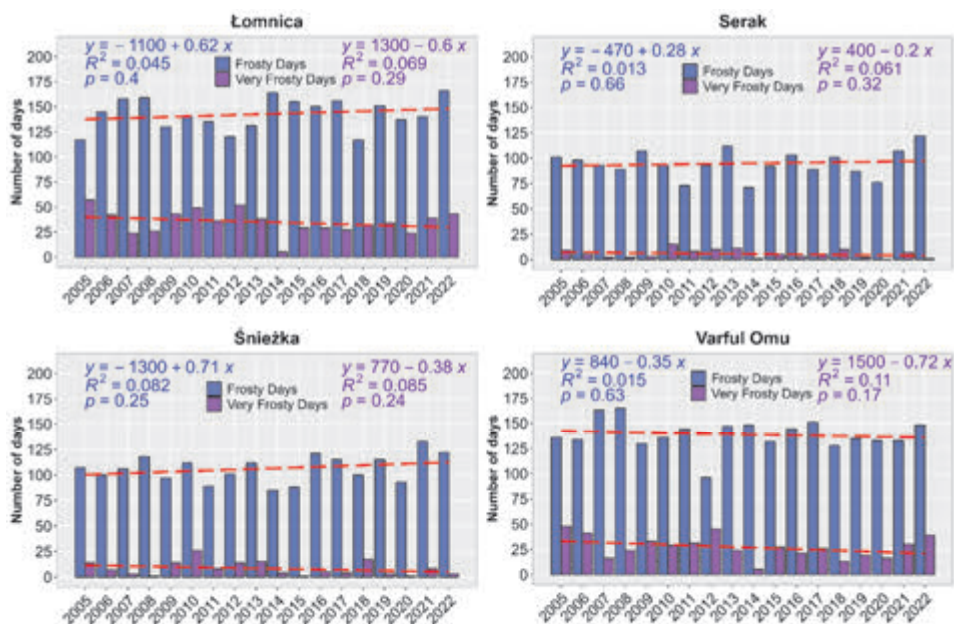 Łomnica
y = − 1100 + 0.62 x
R² = 0.045
p = 0.4
y = 1300 − 0.6 x
R² = 0.069
p = 0.29
Frosty Days
Very Frosty Days
Number of days
200
175
150
125
100
75
50
25
0
2005 2006 2007 2008 2009 2010 2011 2012 2013 2014 2015 2016 2017 2018 2019 2020 2021 2022
Serak
y = −470 + 0.28 x
R² = 0.013
p = 0.66
y = 400 − 0.2 x
R² = 0.061
p = 0.32
Frosty Days
Very Frosty Days
Number of days
200
175
150
125
100
75
50
25
0
2005 2006 2007 2008 2009 2010 2011 2012 2013 2014 2015 2016 2017 2018 2019 2020 2021 2022
Śnieżka
y = −1300 + 0.71 x
R² = 0.082
p = 0.25
y = 770 − 0.38 x
R² = 0.085
p = 0.24
Frosty Days
Very Frosty Days
Number of days
200
175
150
125
100
75
50
25
0
2005 2006 2007 2008 2009 2010 2011 2012 2013 2014 2015 2016 2017 2018 2019 2020 2021 2022
Varful Omu
y = 840 − 0.35 x
R² = 0.015
p = 0.63
y = 1500 − 0.72 x
R² = 0.11
p = 0.17
Frosty Days
Very Frosty Days
Number of days
200
175
150
125
100
75
50
25
0
2005 2006 2007 2008 2009 2010 2011 2012 2013 2014 2015 2016 2017 2018 2019 2020 2021 2022